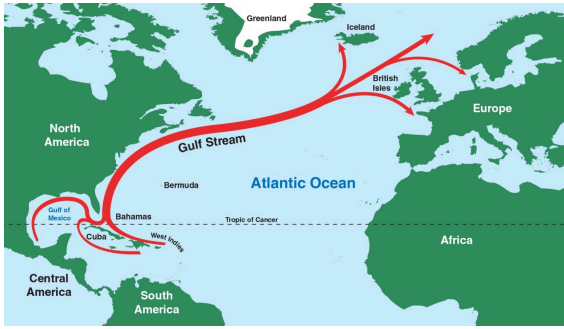 Greenland
Iceland
British
Isles
Europe
North
America
Gulf Stream
Bermuda
Atlantic Ocean
Gulf of
Mexico
Bahamas
Tropic of Cancer
Cuba
West Indies
Africa
Central
America
South
America